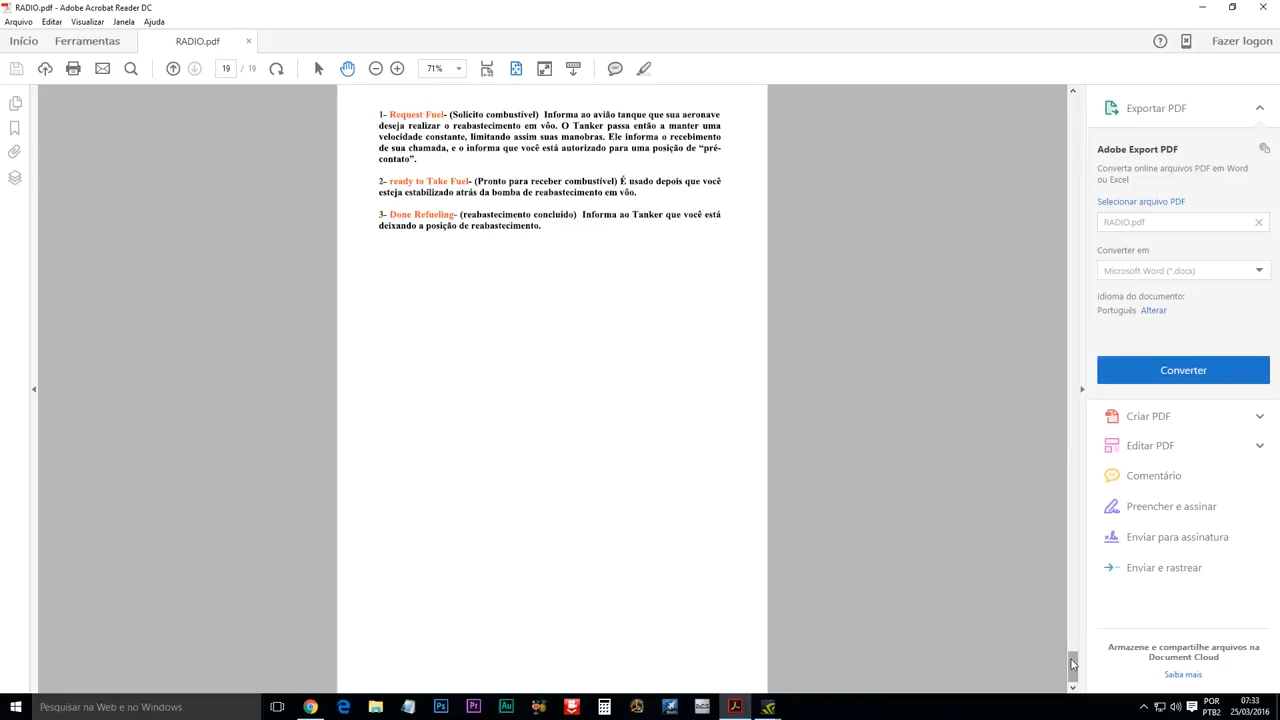 RADIO.pdf - Adobe Acrobat Reader DC
Arquivo Editar Visualizar Janela Ajuda
Início Ferramentas RADIO.pdf Fazer logon
19 / 19 71%
1- Request Fuel- (Solicito combustível) Informa ao avião tanque que sua aeronave
deseja realizar o reabastecimento em vôo. O Tanker passa então a manter uma
velocidade constante, limitando assim suas manobras. Ele informa o recebimento
de sua chamada, e o informa que você está autorizado para uma posição de “pré-
contato”.
2- ready to Take Fuel- (Pronto para receber combustível) É usado depois que você
esteja estabilizado atrás da bomba de reabastecimento em vôo.
3- Done Refueling- (reabastecimento concluído) Informa ao Tanker que você está
deixando a posição de reabastecimento.
Exportar PDF
Adobe Export PDF
Converta online arquivos PDF em Word
ou Excel
Selecionar arquivo PDF
RADIO.pdf
Converter em
Microsoft Word (*.docx)
Idioma do documento:
Português Alterar
Converter
Criar PDF
Editar PDF
Comentário
Preencher e assinar
Enviar para assinatura
Enviar e rastrear
Armazene e compartilhe arquivos na
Document Cloud
Saiba mais
Pesquisar na Web e no Windows
Ps Pr Au
POR
PTB2
07:33
25/03/2016